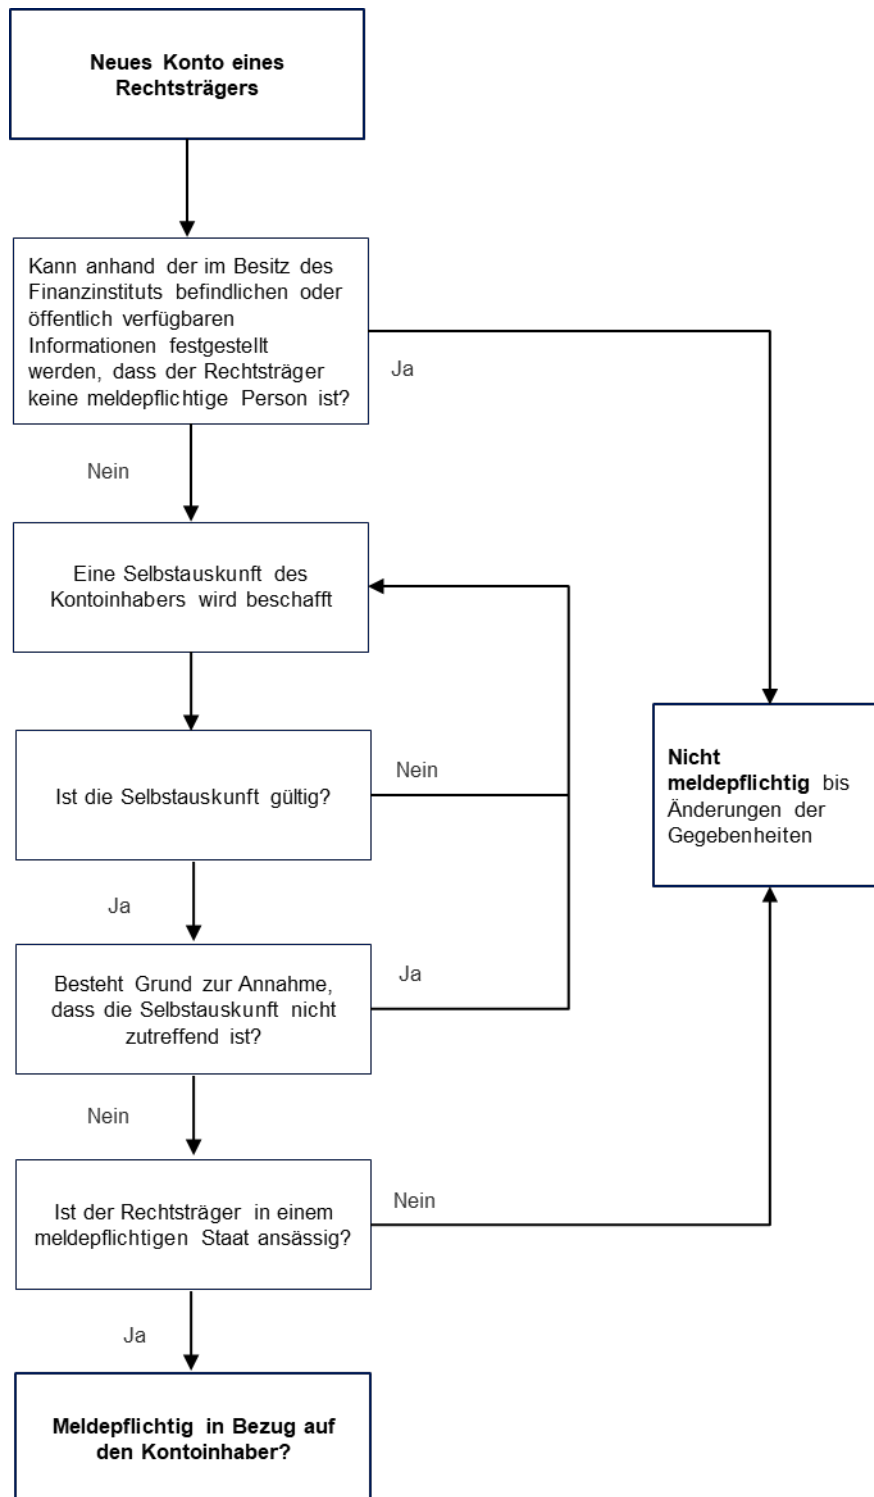 Neues Konto eines
Rechtsträgers
Kann anhand der im Besitz des
Finanzinstituts befindlichen oder
öffentlich verfügbaren
Informationen festgestellt
werden, dass der Rechtsträger
keine meldepflichtige Person ist?
Ja
Nein
Eine Selbstauskunft des
Kontoinhabers wird beschafft
Ist die Selbstauskunft gültig?
Nein
Nicht
meldepflichtig bis
Änderungen der
Gegebenheiten
Ja
Besteht Grund zur Annahme,
dass die Selbstauskunft nicht
zutreffend ist?
Ja
Nein
Ist der Rechtsträger in einem
meldepflichtigen Staat ansässig?
Nein
Ja
Meldepflichtig in Bezug auf
den Kontoinhaber?